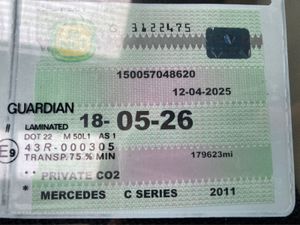 3122475
150057048620
12-04-2025
GUARDIAN
18-05-26
LAMINATED
DOT 22 M 50L1 AS 1
43R-000305
E9
TRANSP. 75 % MIN
179623mi
** PRIVATE CO2
* MERCEDES C SERIES 2011